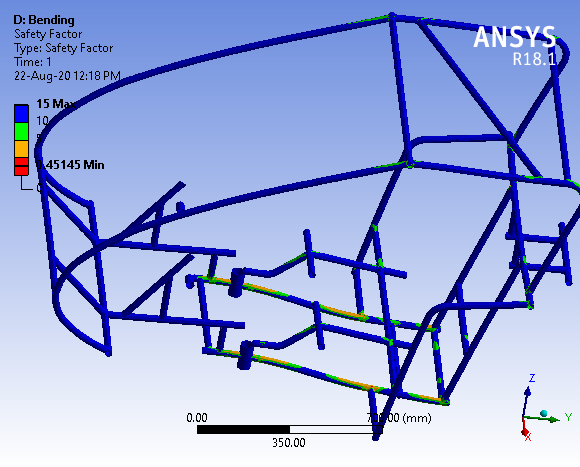 D: Bending
Safety Factor
Type: Safety Factor
Time: 1
22-Aug-20 12:18 PM
ANSYS
R18.1
15 Max
10
45145 Min
0
0.00
(mm)
350.00
Z
Y
X